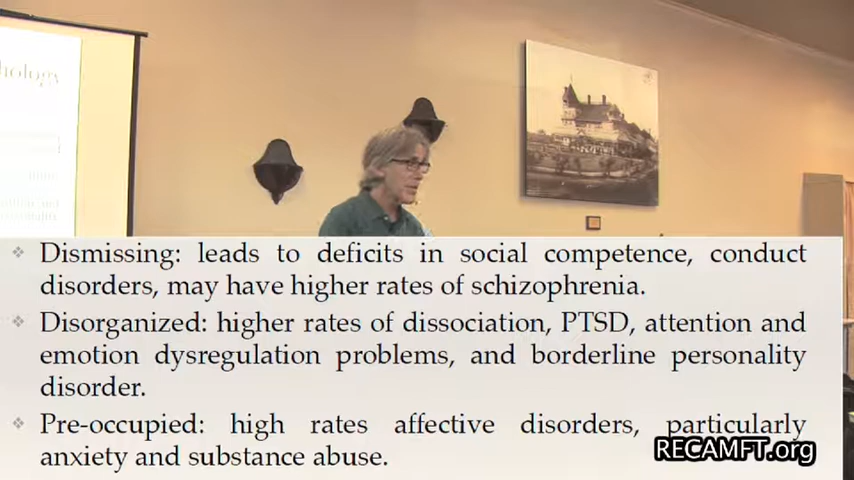 hology
Dismissing: leads to deficits in social competence, conduct
disorders, may have higher rates of schizophrenia.
Disorganized: higher rates of dissociation, PTSD, attention and
emotion dysregulation problems, and borderline personality
disorder.
Pre-occupied: high rates affective disorders, particularly
anxiety and substance abuse.
RECAMFT.org